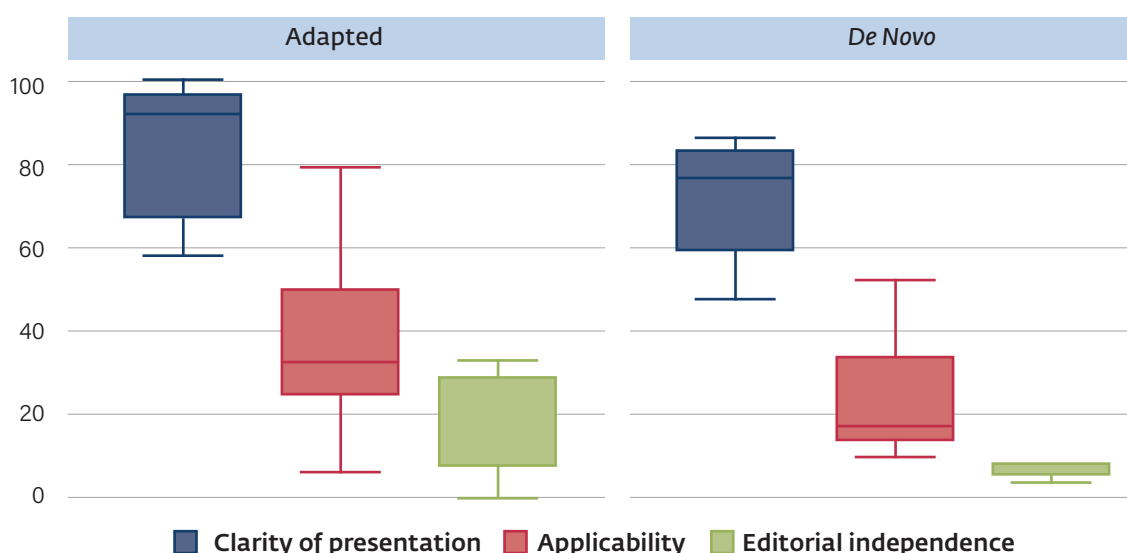 Adapted
De Novo
100
80
60
40
20
0
Clarity of presentation Applicability Editorial independence